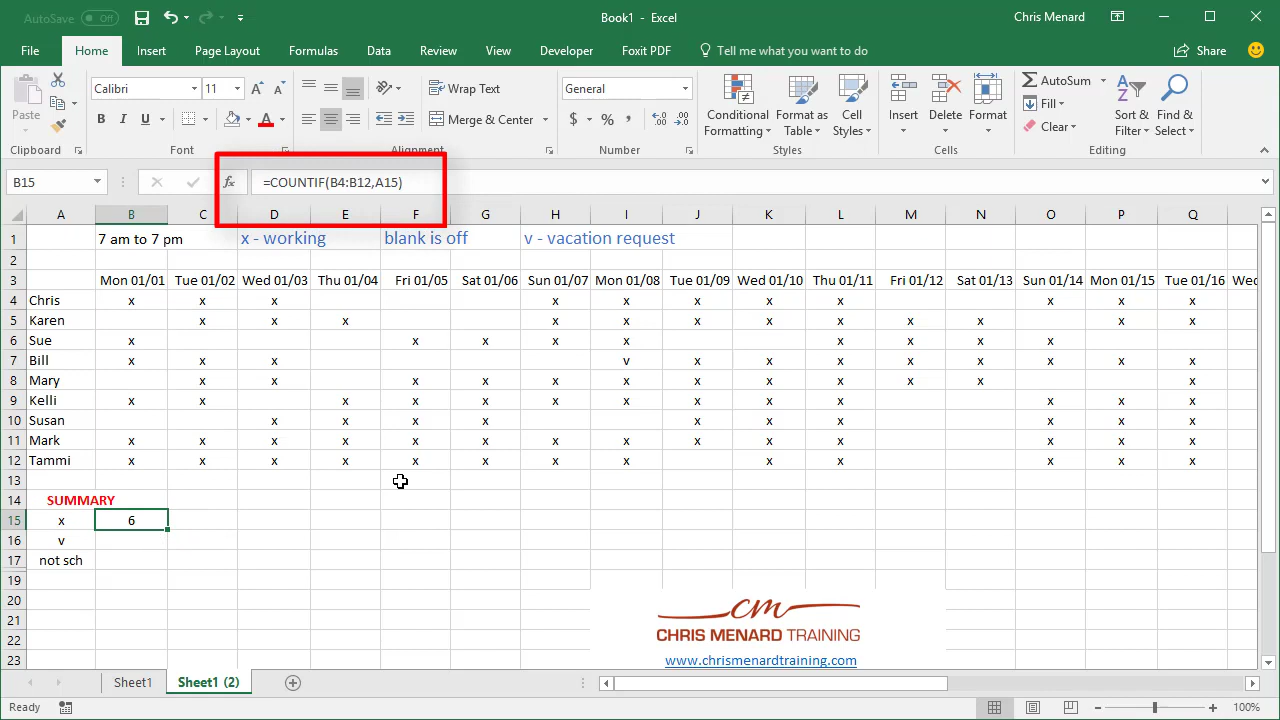 AutoSave Off Book1 - Excel Chris Menard
File Home Insert Page Layout Formulas Data Review View Developer Foxit PDF Tell me what you want to do Share
Paste Calibri 11 Wrap Text General Conditional Formatting Format as Table Cell Styles Insert Delete Format AutoSum Sort & Filter Find & Select
B I U A Merge & Center $ % , Fill
Clear
Clipboard Font Alignment Number Styles Cells Editing
B15 fx =COUNTIF(B4:B12,A15)
A B C D E F G H I J K L M N O P Q
1 7 am to 7 pm x - working blank is off v - vacation request
2
3 Mon 01/01 Tue 01/02 Wed 01/03 Thu 01/04 Fri 01/05 Sat 01/06 Sun 01/07 Mon 01/08 Tue 01/09 Wed 01/10 Thu 01/11 Fri 01/12 Sat 01/13 Sun 01/14 Mon 01/15 Tue 01/16 Wed
4 Chris x x x x x x x x x x x
5 Karen x x x x x x x x x x x x
6 Sue x x x x x x x x x
7 Bill x x x v x x x x x x x x
8 Mary x x x x x x x x x x x x
9 Kelli x x x x x x x x x x x x x
10 Susan x x x x x x x x x x
11 Mark x x x x x x x x x x x x x x
12 Tammi x x x x x x x x x x x x x
13
14 SUMMARY
15 x 6
16 v
17 not sch
19
20
21
22
23
cm
CHRIS MENARD TRAINING
www.chrismenardtraining.com
Sheet1 Sheet1 (2)
Ready 100%